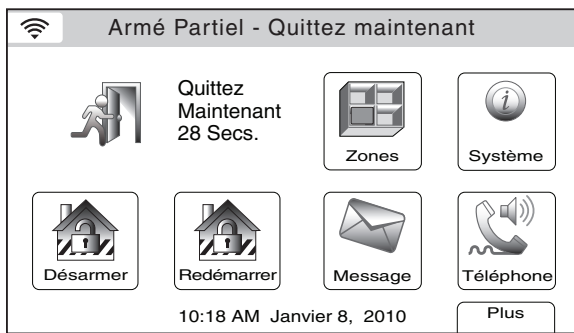 Armé Partiel - Quittez maintenant
Quittez
Maintenant
28 Secs.
Zones
Système
Désarmer
Redémarrer
Message
Téléphone
10:18 AM Janvier 8, 2010
Plus